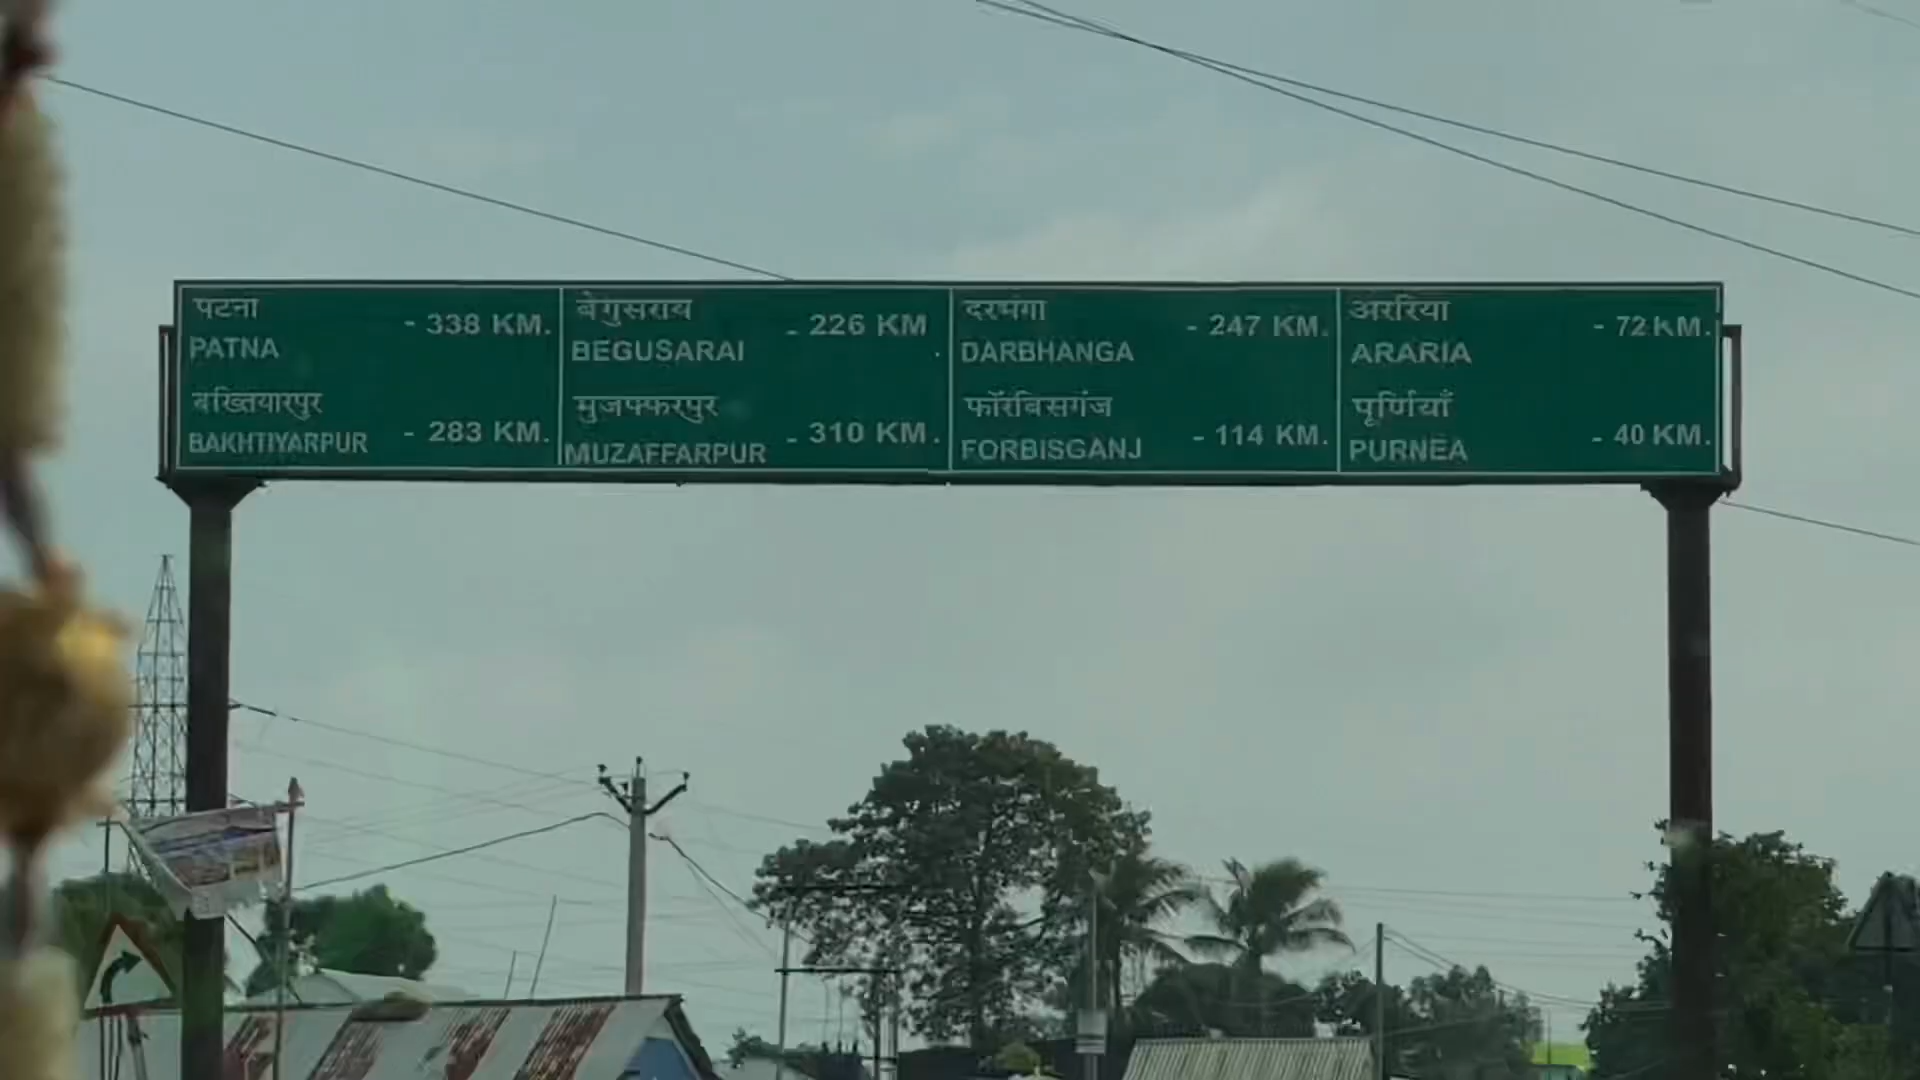 पटना
- 338 KM.
PATNA
बख्तियारपुर
- 283 KM.
BAKHTIYARPUR
बेगुसराय
- 226 KM
BEGUSARAI
मुजफ्फरपुर
- 310 KM.
MUZAFFARPUR
दरभंगा
- 247 KM.
DARBHANGA
फॉरबिसगंज
- 114 KM.
FORBISGANJ
अररिया
- 72 KM.
ARARIA
पूर्णियाँ
- 40 KM.
PURNEA